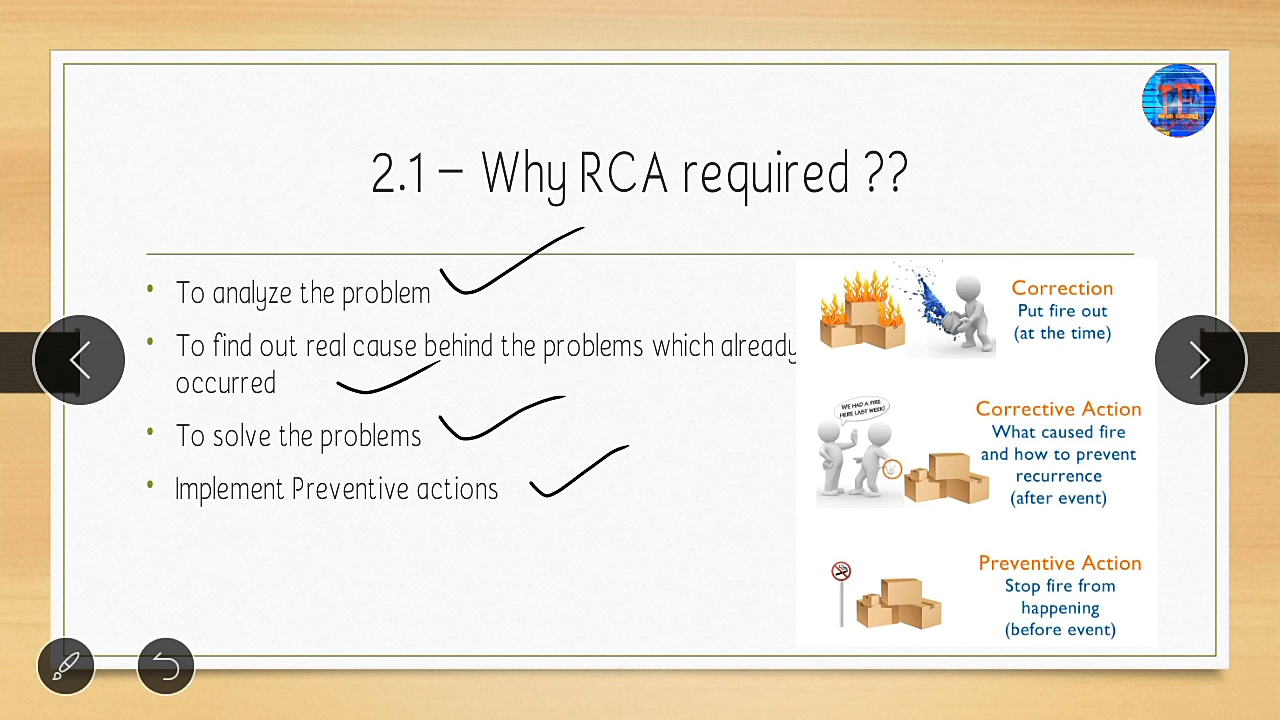 2.1 – Why RCA required ??
• To analyze the problem
• To find out real cause behind the problems which already
occurred
• To solve the problems
• Implement Preventive actions
Correction
Put fire out
(at the time)
WE HAD A FIRE
HERE LAST WEEK!
Corrective Action
What caused fire
and how to prevent
recurrence
(after event)
Preventive Action
Stop fire from
happening
(before event)